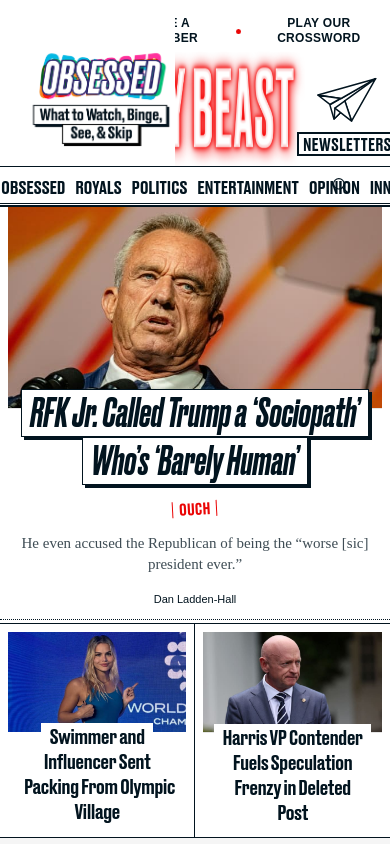 E A
BER
PLAY OUR
CROSSWORD
OBSESSED
What to Watch, Binge,
See, & Skip
Y BEAST
NEWSLETTERS
OBSESSED ROYALS POLITICS ENTERTAINMENT OPINION INN
RFK Jr. Called Trump a ‘Sociopath’
Who’s ‘Barely Human’
| OUCH |
He even accused the Republican of being the “worse [sic]
president ever.”
Dan Ladden-Hall
WORLD
CHAM
Swimmer and
Influencer Sent
Packing From Olympic
Village
Harris VP Contender
Fuels Speculation
Frenzy in Deleted
Post